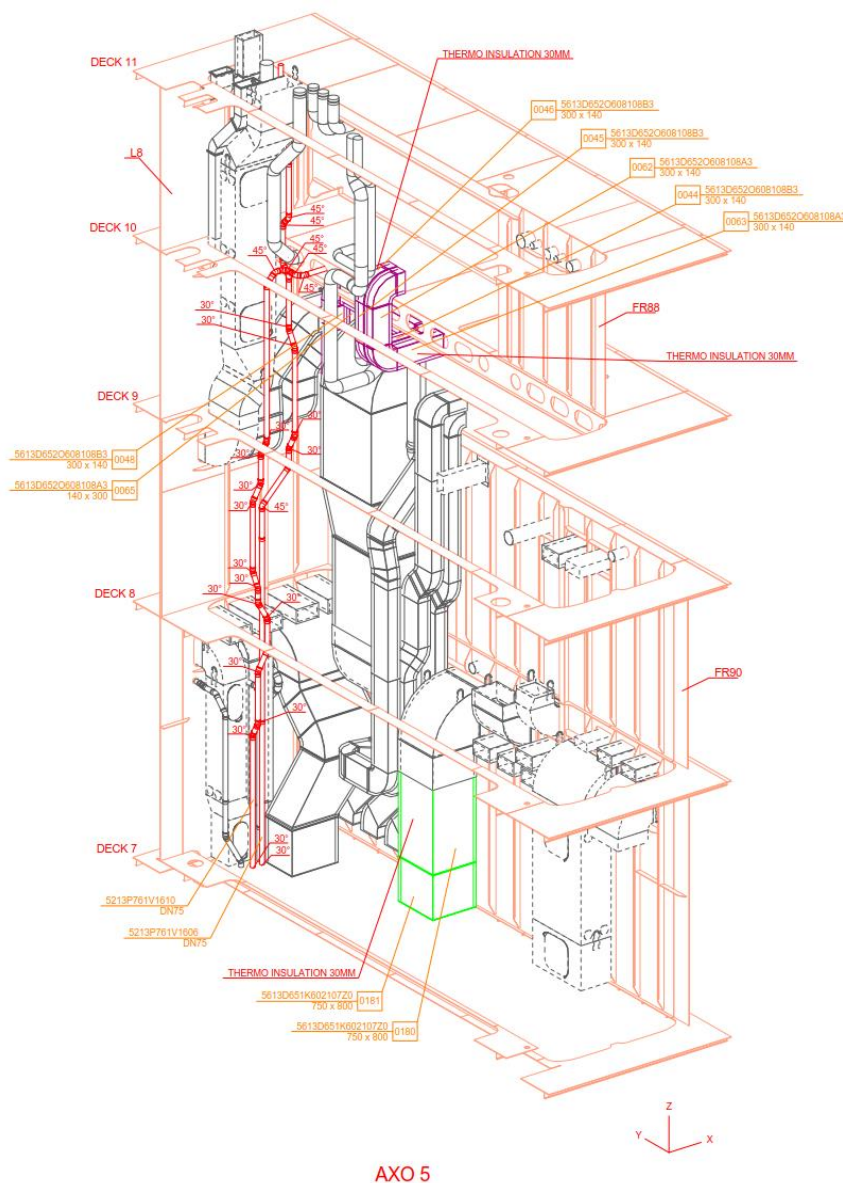 DECK 11
THERMO INSULATION 30MM
0046
5613D652O608108B3
300 x 140
0045
5613D652O608108B3
300 x 140
L8
0062
5613D652O608108A3
300 x 140
0044
5613D652O608108B3
300 x 140
0063
5613D652O608108A3
300 x 140
DECK 10
45°
45°
45°
45°
45°
45°
30°
30°
FR88
THERMO INSULATION 30MM
DECK 9
30°
30°
30°
30°
5613D652O608108B3
300 x 140
0048
5613D652O608108A3
140 x 300
0065
30°
30°
45°
30°
30°
30°
30°
DECK 8
30°
FR90
30°
30°
DECK 7
30°
30°
5213P761V1610
DN75
5213P761V1606
DN75
THERMO INSULATION 30MM
5613D651K602107Z0
750 x 800
0181
5613D651K602107Z0
750 x 800
0180
Z
Y
X
AXO 5